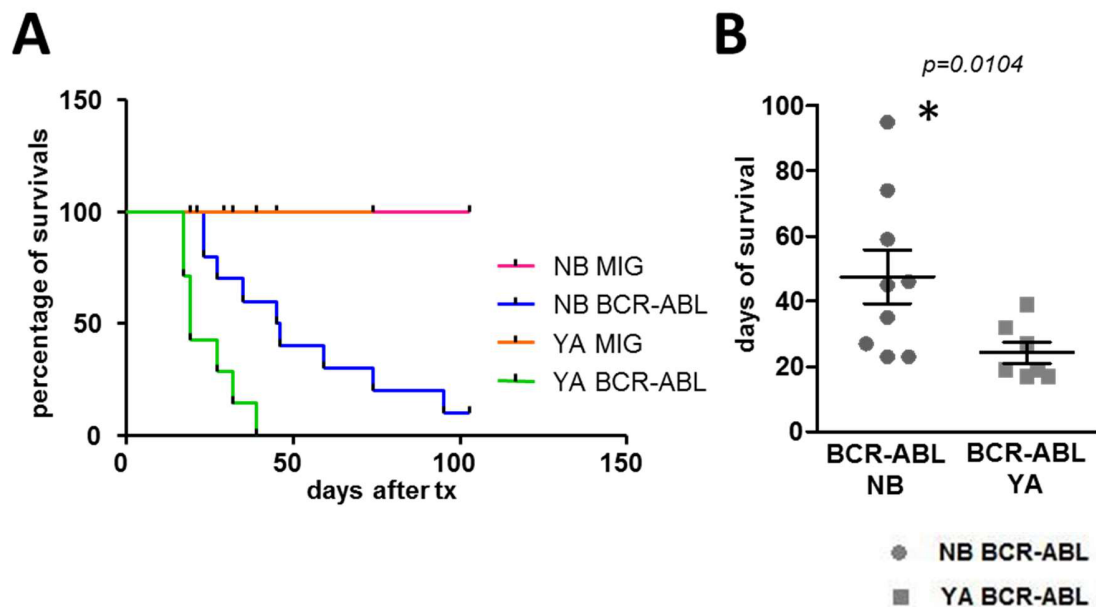 A
150
100
50
0
percentage of survivals
0
50
100
150
days after tx
NB MIG
NB BCR-ABL
YA MIG
YA BCR-ABL
B
p=0.0104
*
100
80
60
40
20
0
days of survival
BCR-ABL
NB
BCR-ABL
YA
NB BCR-ABL
YA BCR-ABL